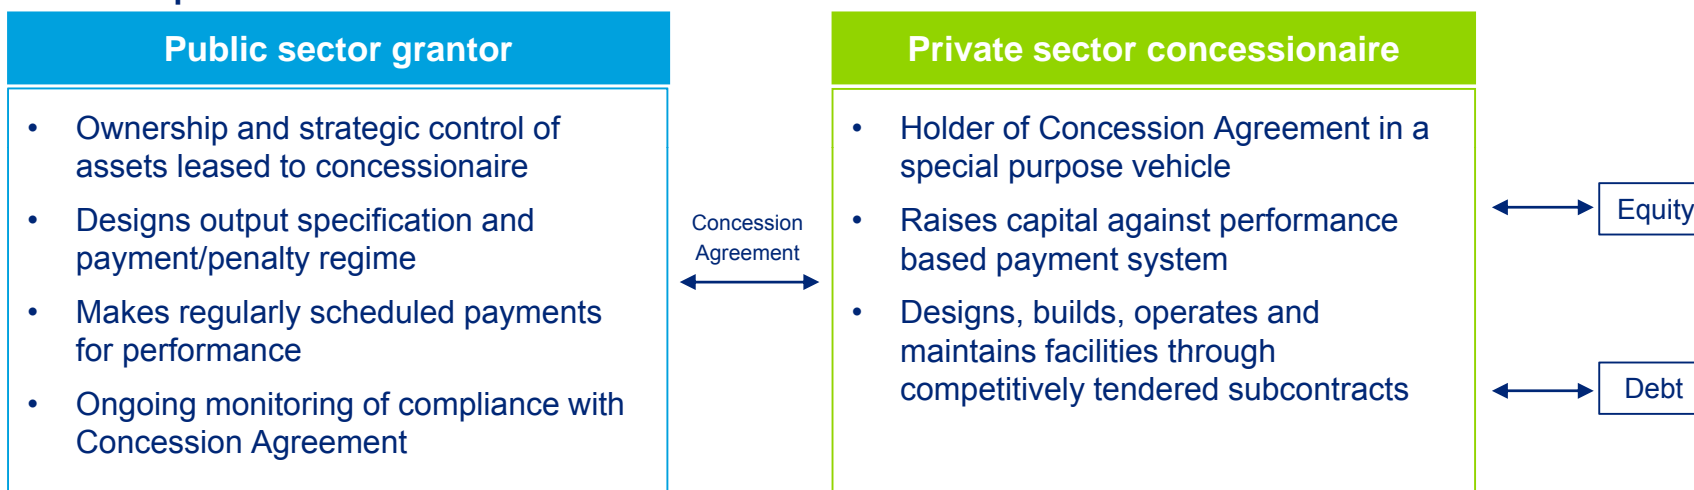 Public sector grantor
• Ownership and strategic control of
assets leased to concessionaire
• Designs output specification and
payment/penalty regime
• Makes regularly scheduled payments
for performance
• Ongoing monitoring of compliance with
Concession Agreement
Concession
Agreement
Private sector concessionaire
• Holder of Concession Agreement in a
special purpose vehicle
• Raises capital against performance
based payment system
• Designs, builds, operates and
maintains facilities through
competitively tendered subcontracts
Equity
Debt